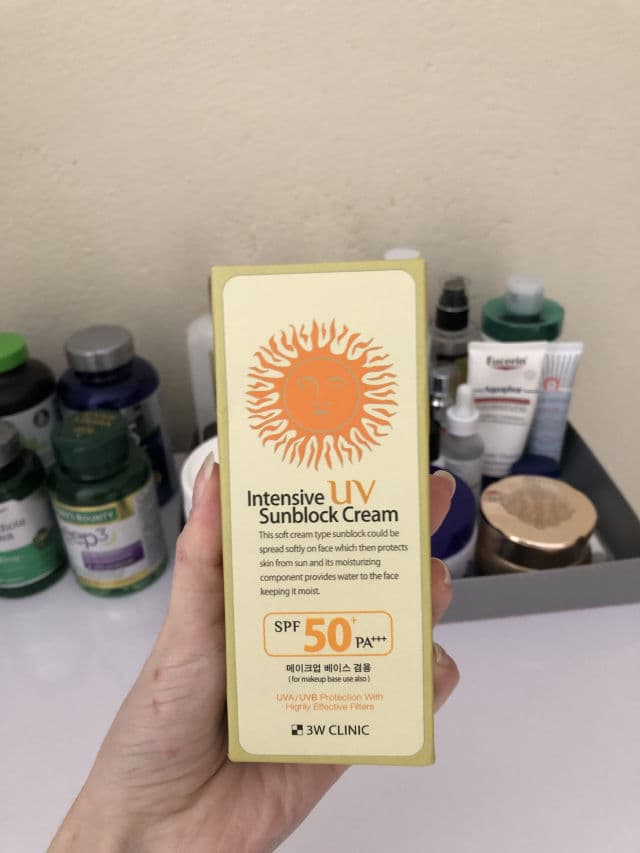 Intensive UV
Sunblock Cream
This soft cream type sunblock could be
spread softly on face which then protects
skin from sun and its moisturizing
component provides water to the face
keeping it moist.
SPF 50+ PA+++
메이크업 베이스 겸용
( for makeup base use also )
UVA / UVB Protection With
Highly Effective Filters
3W CLINIC
Eucerin
Aquaphor